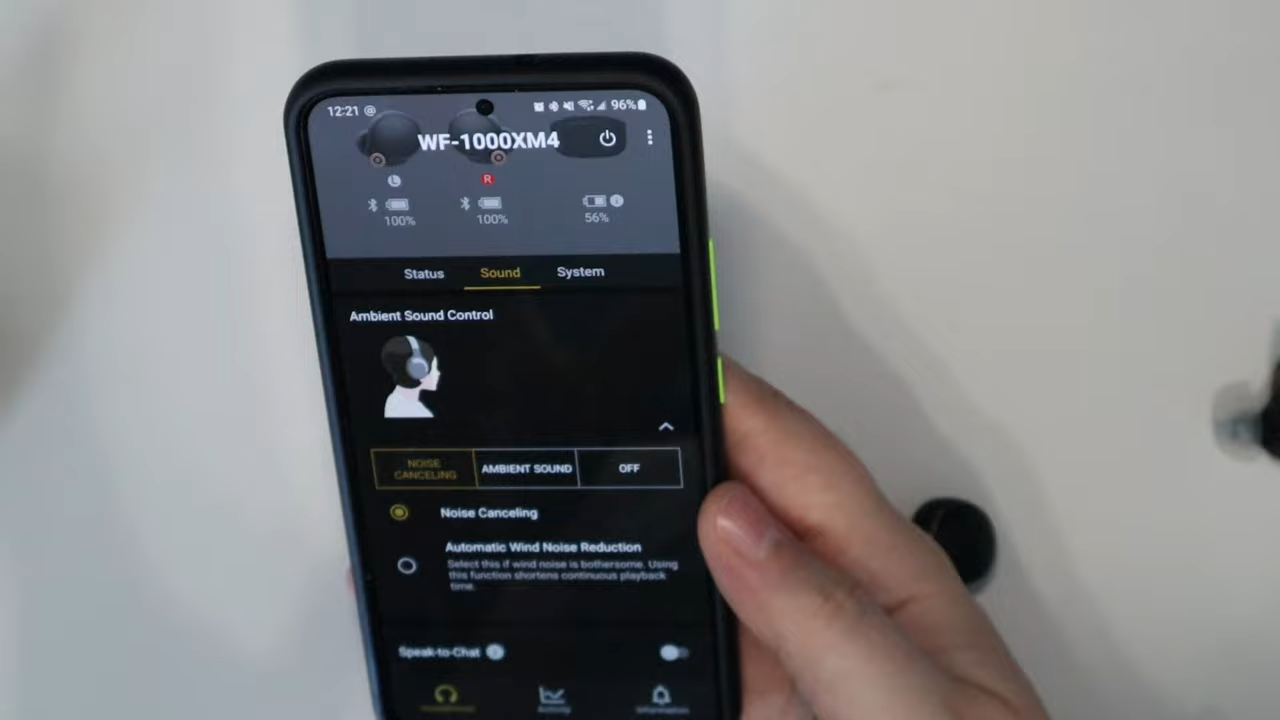 12:21 @ 96%
WF-1000XM4
L R
100% 100% 56%
Status Sound System
Ambient Sound Control
NOISE CANCELING AMBIENT SOUND OFF
Noise Canceling
Automatic Wind Noise Reduction
Select this if wind noise is bothersome. Using
this function shortens continuous playback
time.
Speak-to-Chat